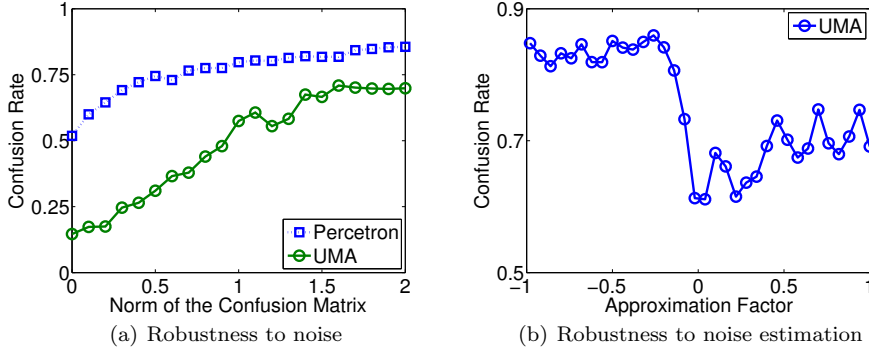 1
0.75
0.5
0.25
0
Confusion Rate
0
0.5
1
1.5
2
Norm of the Confusion Matrix
Percetron
UMA
(a) Robustness to noise
0.9
0.7
0.5
Confusion Rate
−1
−0.5
0
0.5
1
Approximation Factor
UMA
(b) Robustness to noise estimation